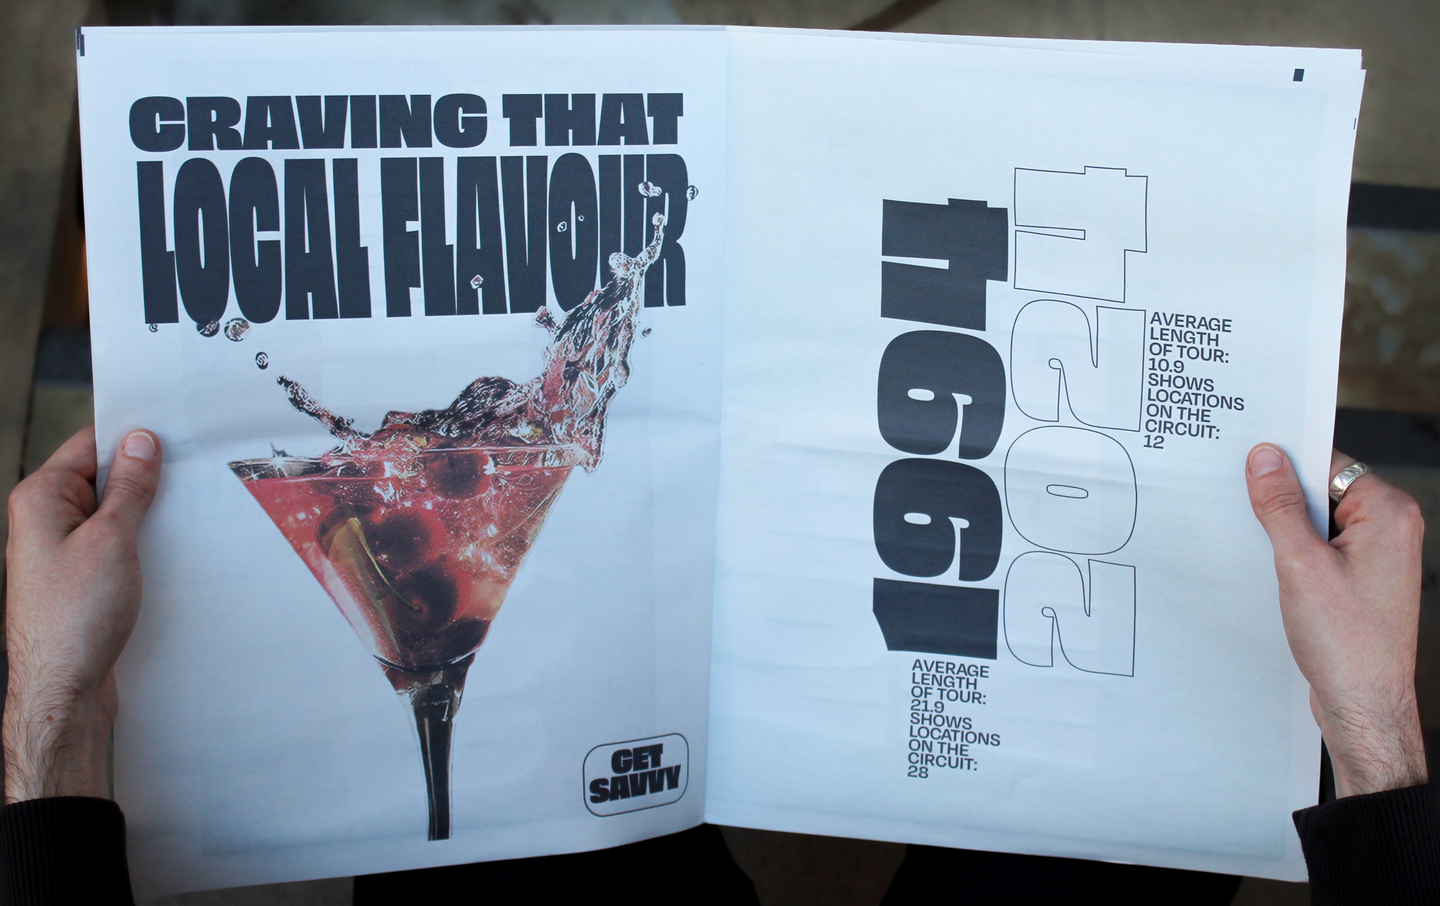 CRAVING THAT
LOCAL FLAVOUR
GET
SAVVY
1994
AVERAGE
LENGTH
OF TOUR:
21.9
SHOWS
LOCATIONS
ON THE
CIRCUIT:
28
2024
AVERAGE
LENGTH
OF TOUR:
10.9
SHOWS
LOCATIONS
ON THE
CIRCUIT:
12